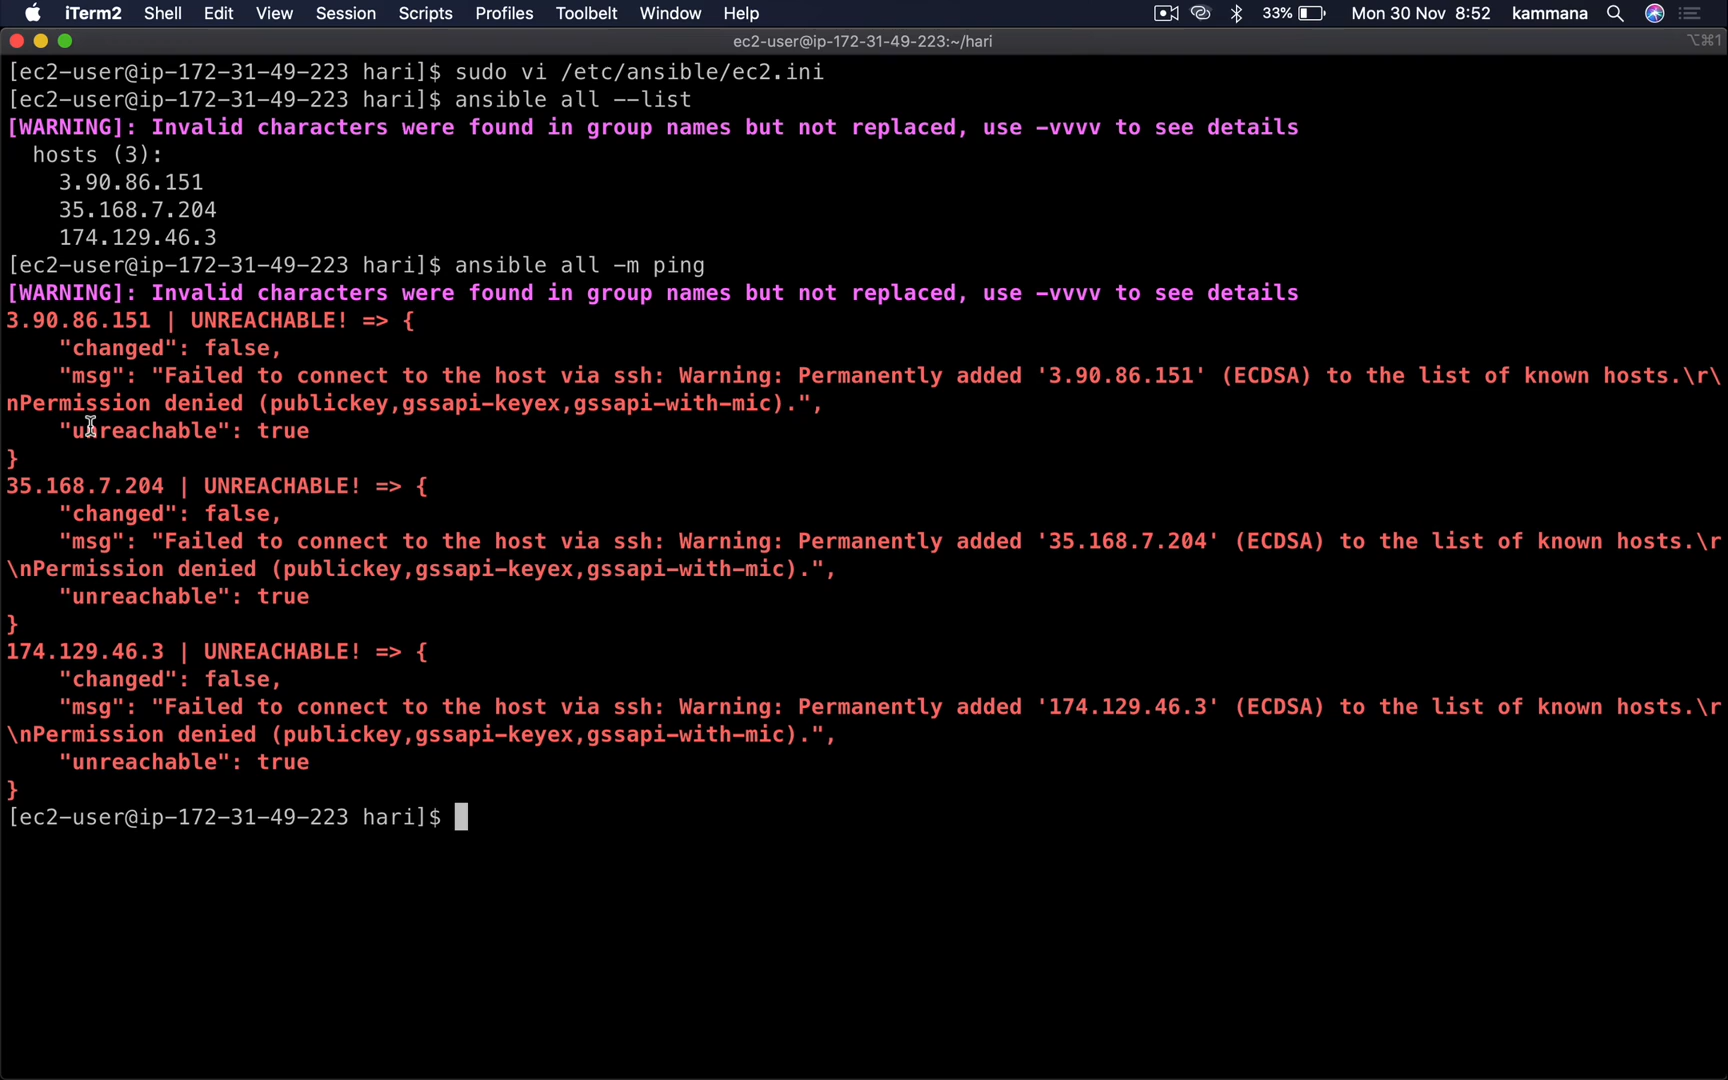 iTerm2 Shell Edit View Session Scripts Profiles Toolbelt Window Help 33% Mon 30 Nov 8:52 kammana
ec2-user@ip-172-31-49-223:~/hari ⌥⌘1
[ec2-user@ip-172-31-49-223 hari]$ sudo vi /etc/ansible/ec2.ini
[ec2-user@ip-172-31-49-223 hari]$ ansible all --list
[WARNING]: Invalid characters were found in group names but not replaced, use -vvvv to see details
  hosts (3):
    3.90.86.151
    35.168.7.204
    174.129.46.3
[ec2-user@ip-172-31-49-223 hari]$ ansible all -m ping
[WARNING]: Invalid characters were found in group names but not replaced, use -vvvv to see details
3.90.86.151 | UNREACHABLE! => {
    "changed": false,
    "msg": "Failed to connect to the host via ssh: Warning: Permanently added '3.90.86.151' (ECDSA) to the list of known hosts.\r\
nPermission denied (publickey,gssapi-keyex,gssapi-with-mic).",
    "unreachable": true
}
35.168.7.204 | UNREACHABLE! => {
    "changed": false,
    "msg": "Failed to connect to the host via ssh: Warning: Permanently added '35.168.7.204' (ECDSA) to the list of known hosts.\r
\nPermission denied (publickey,gssapi-keyex,gssapi-with-mic).",
    "unreachable": true
}
174.129.46.3 | UNREACHABLE! => {
    "changed": false,
    "msg": "Failed to connect to the host via ssh: Warning: Permanently added '174.129.46.3' (ECDSA) to the list of known hosts.\r
\nPermission denied (publickey,gssapi-keyex,gssapi-with-mic).",
    "unreachable": true
}
[ec2-user@ip-172-31-49-223 hari]$